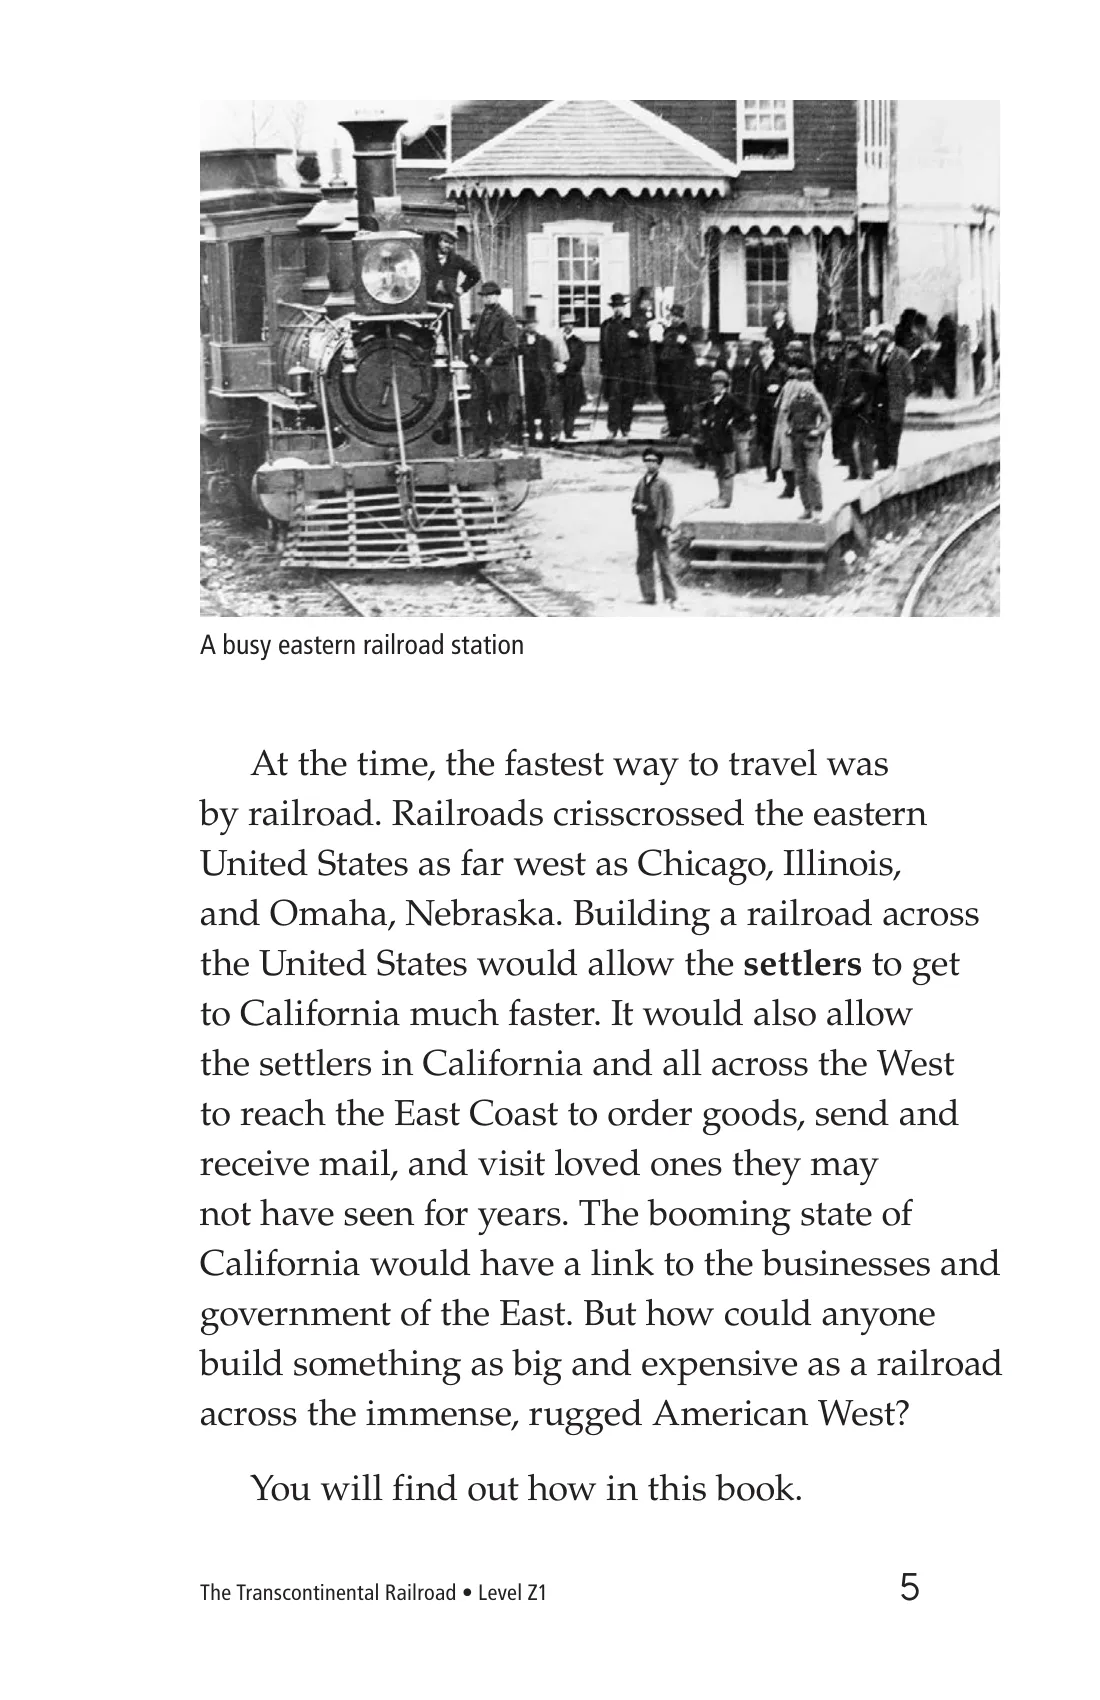 A busy eastern railroad station
At the time, the fastest way to travel was
by railroad. Railroads crisscrossed the eastern
United States as far west as Chicago, Illinois,
and Omaha, Nebraska. Building a railroad across
the United States would allow the settlers to get
to California much faster. It would also allow
the settlers in California and all across the West
to reach the East Coast to order goods, send and
receive mail, and visit loved ones they may
not have seen for years. The booming state of
California would have a link to the businesses and
government of the East. But how could anyone
build something as big and expensive as a railroad
across the immense, rugged American West?
You will find out how in this book.
The Transcontinental Railroad • Level Z1 5